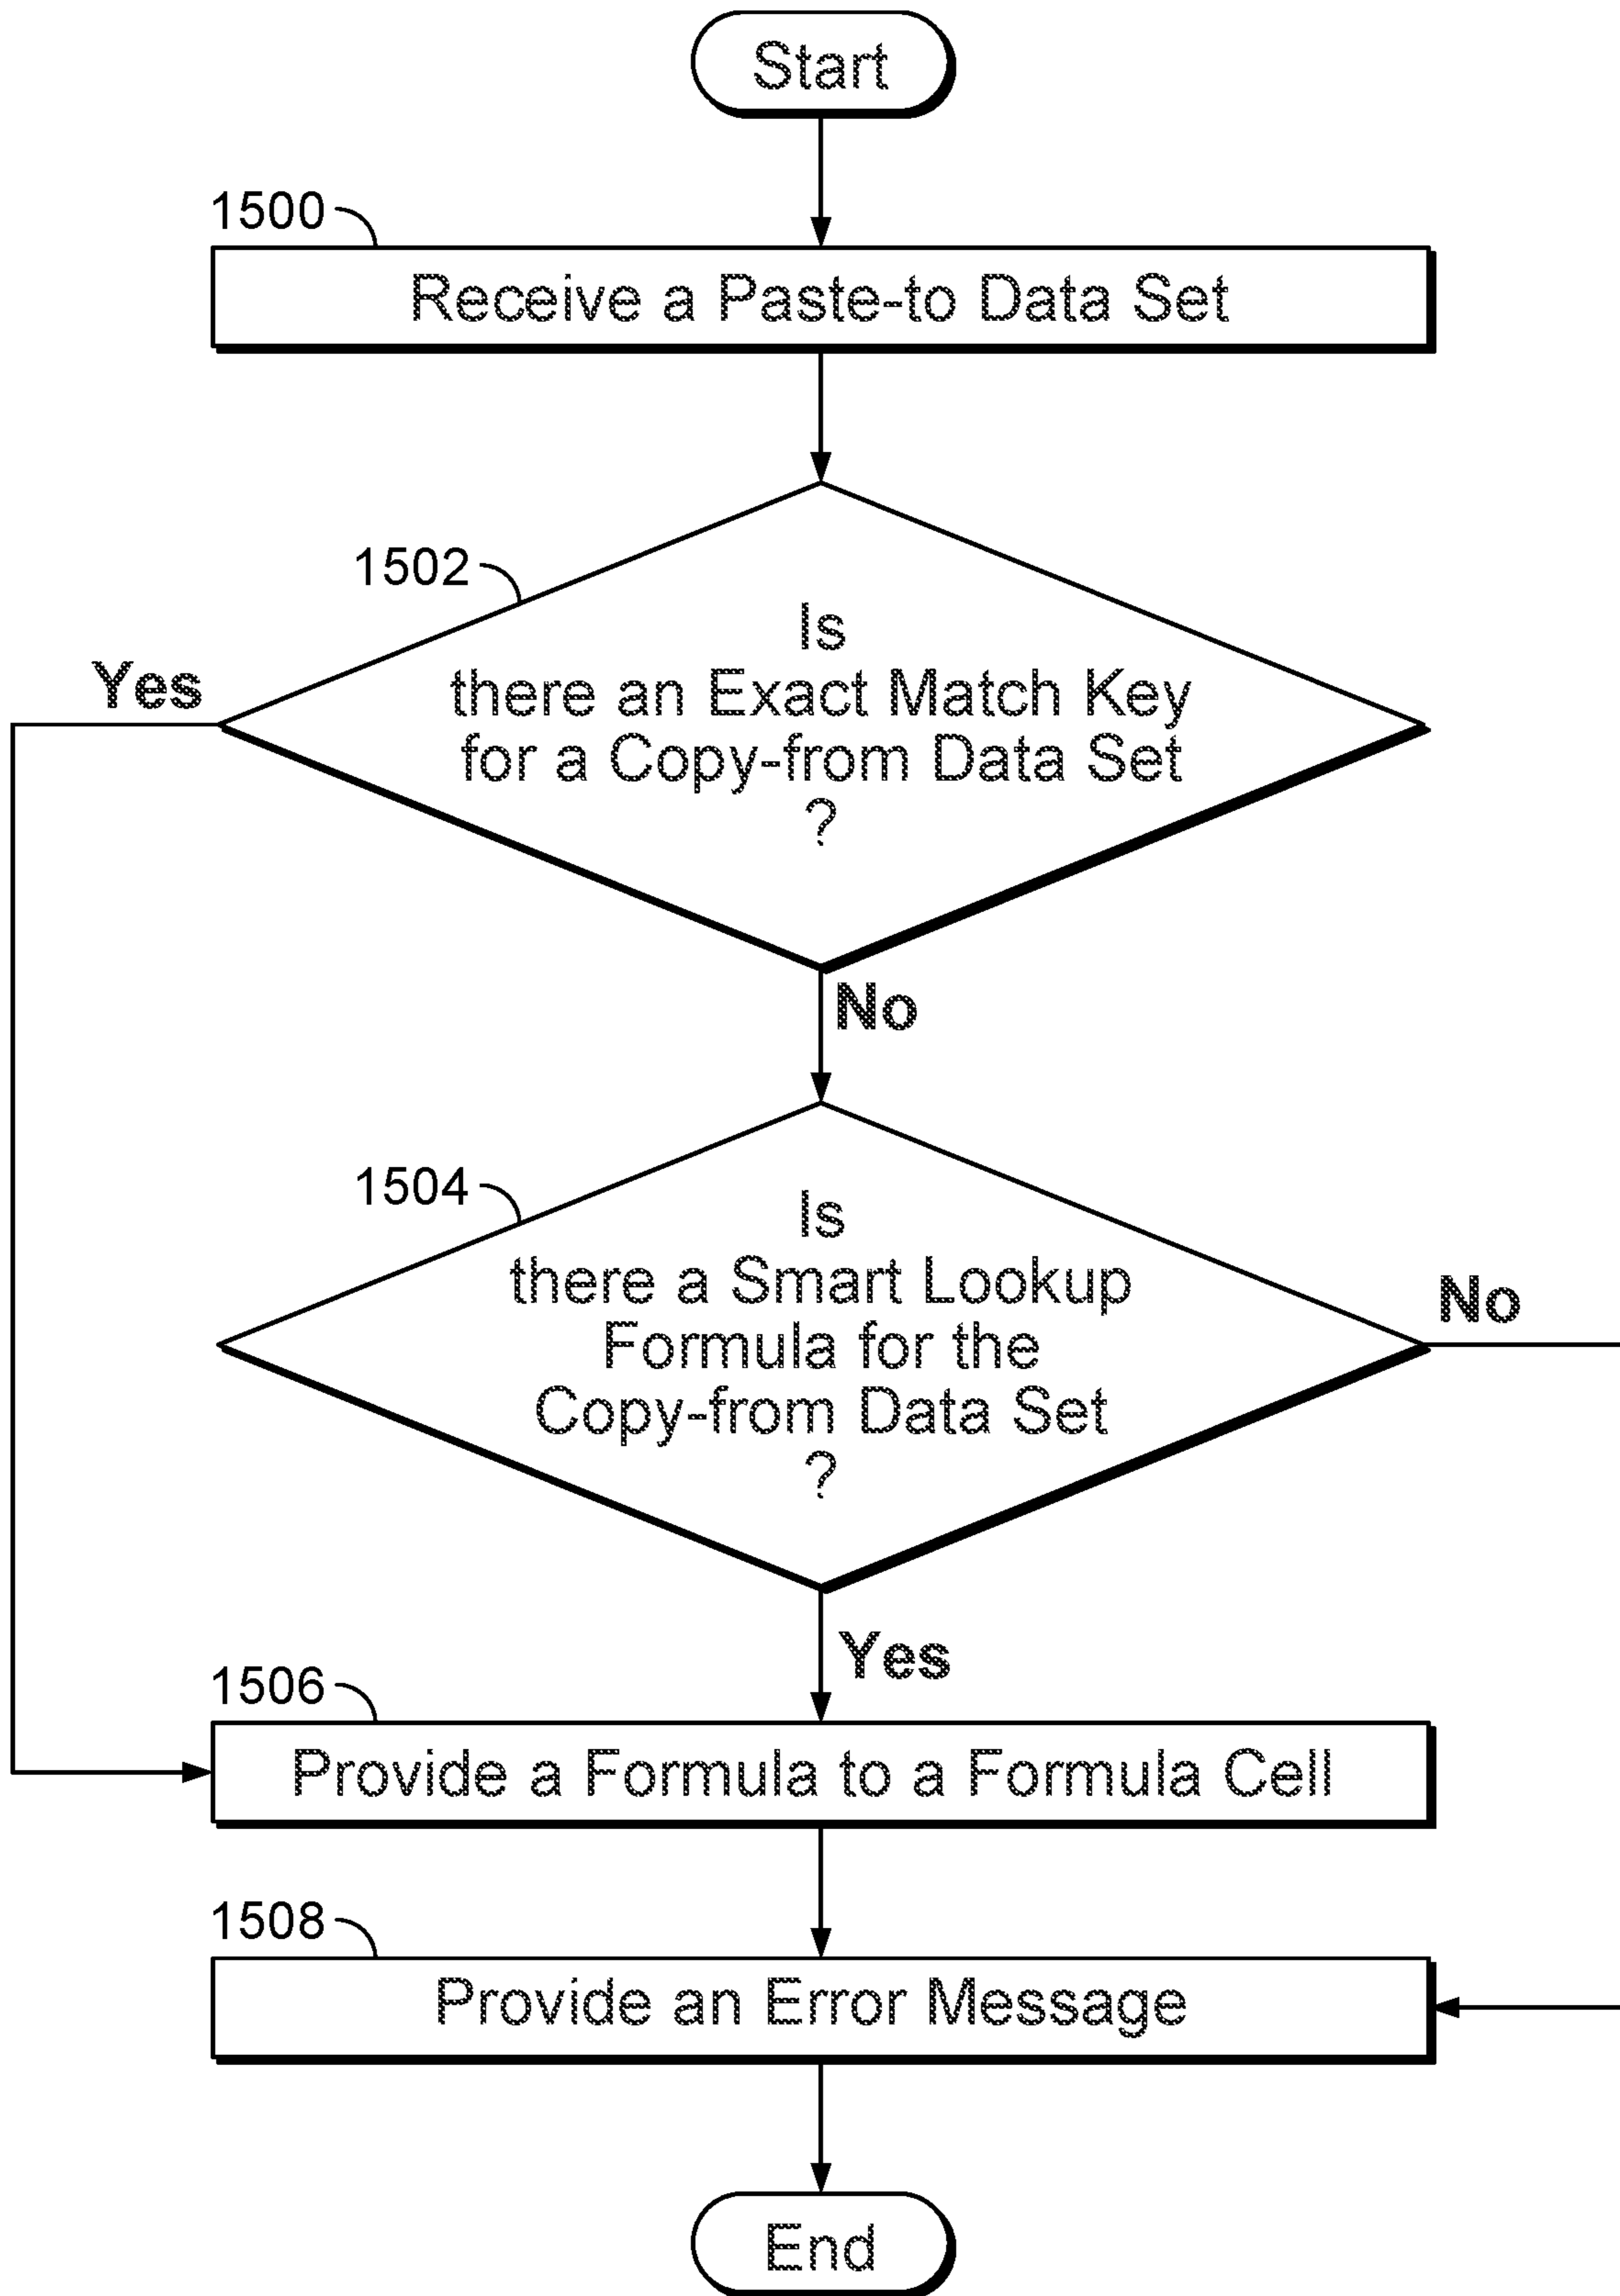 Start
1500
Receive a Paste-to Data Set
1502
Is
there an Exact Match Key
for a Copy-from Data Set
?
Yes
No
1504
Is
there a Smart Lookup
Formula for the
Copy-from Data Set
?
No
Yes
1506
Provide a Formula to a Formula Cell
1508
Provide an Error Message
End